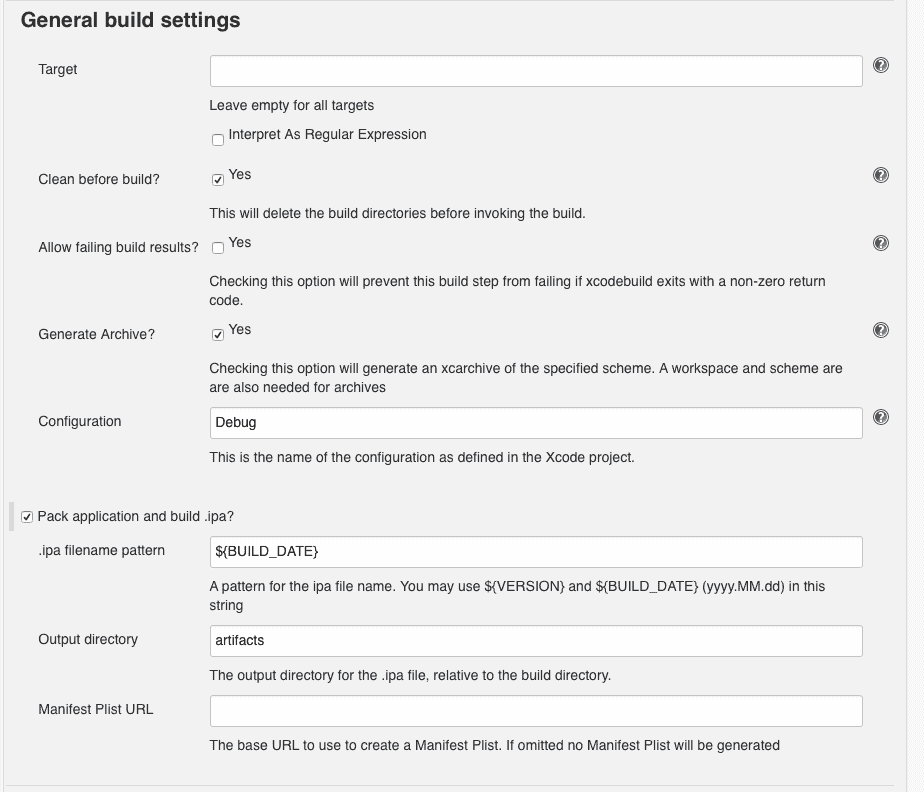 General build settings
Target
Leave empty for all targets
Interpret As Regular Expression
Clean before build?
Yes
This will delete the build directories before invoking the build.
Allow failing build results?
Yes
Checking this option will prevent this build step from failing if xcodebuild exits with a non-zero return
code.
Generate Archive?
Yes
Checking this option will generate an xcarchive of the specified scheme. A workspace and scheme are
are also needed for archives
Configuration
Debug
This is the name of the configuration as defined in the Xcode project.
Pack application and build .ipa?
.ipa filename pattern
${BUILD_DATE}
A pattern for the ipa file name. You may use ${VERSION} and ${BUILD_DATE} (yyyy.MM.dd) in this
string
Output directory
artifacts
The output directory for the .ipa file, relative to the build directory.
Manifest Plist URL
The base URL to use to create a Manifest Plist. If omitted no Manifest Plist will be generated